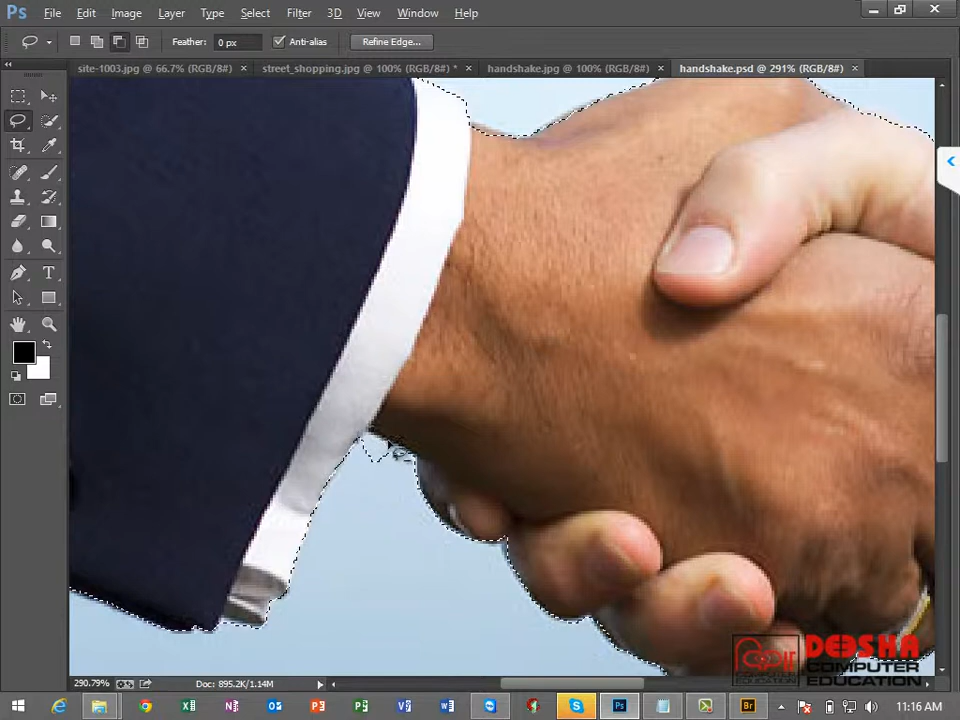 Ps File Edit Image Layer Type Select Filter 3D View Window Help
Feather: 0 px Anti-alias Refine Edge...
site-1003.jpg @ 66.7% (RGB/8#) × street_shopping.jpg @ 100% (RGB/8#) * × handshake.jpg @ 100% (RGB/8#) × handshake.psd @ 291% (RGB/8#) ×
DEESHA
COMPUTER
EDUCATION
290.79% Doc: 895.2K/1.14M
11:16 AM